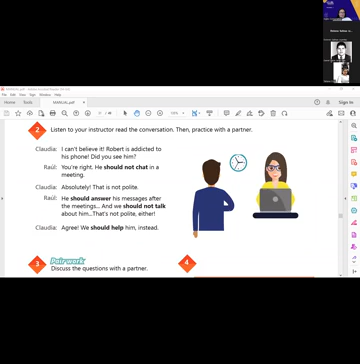 Home
Tools
MANUAL.pdf
Sign In
2 Listen to your instructor read the conversation. Then, practice with a partner.
Claudia: I can't believe it! Robert is addicted to
his phone! Did you see him?
Raúl: You're right. He should not chat in a
meeting.
Claudia: Absolutely! That is not polite.
Raúl: He should answer his messages after
the meetings... And we should not talk
about him...That's not polite, either!
Claudia: Agree! We should help him, instead.
3 Pair work
Discuss the questions with a partner.
4